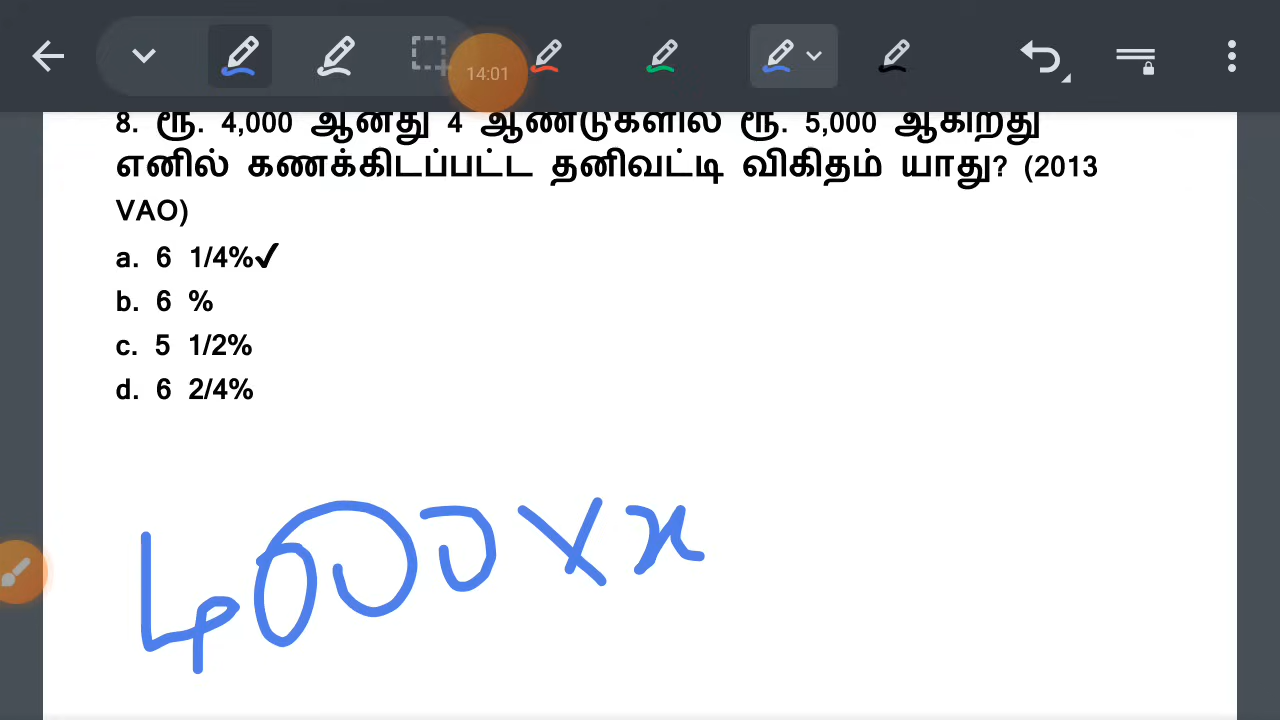 14:01
8. ரூ. 4,000 ஆனது 4 ஆண்டுகளில் ரூ. 5,000 ஆகிறது
எனில் கணக்கிடப்பட்ட தனிவட்டி விகிதம் யாது? (2013
VAO)
a. 6 1/4%✓
b. 6 %
c. 5 1/2%
d. 6 2/4%
4000 × x